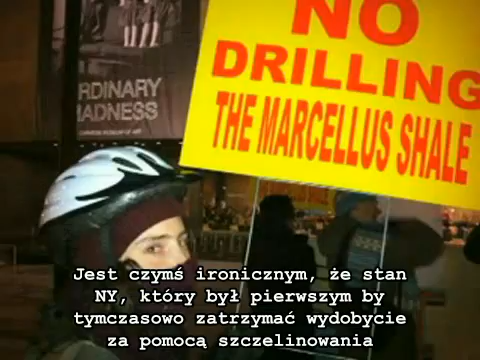 NO
DRILLING
THE MARCELLUS SHALE
RDINARY
MADNESS
Jest czymś ironicznym, że stan
NY, który był pierwszym by
tymczasowo zatrzymać wydobycie
za pomocą szczelinowania